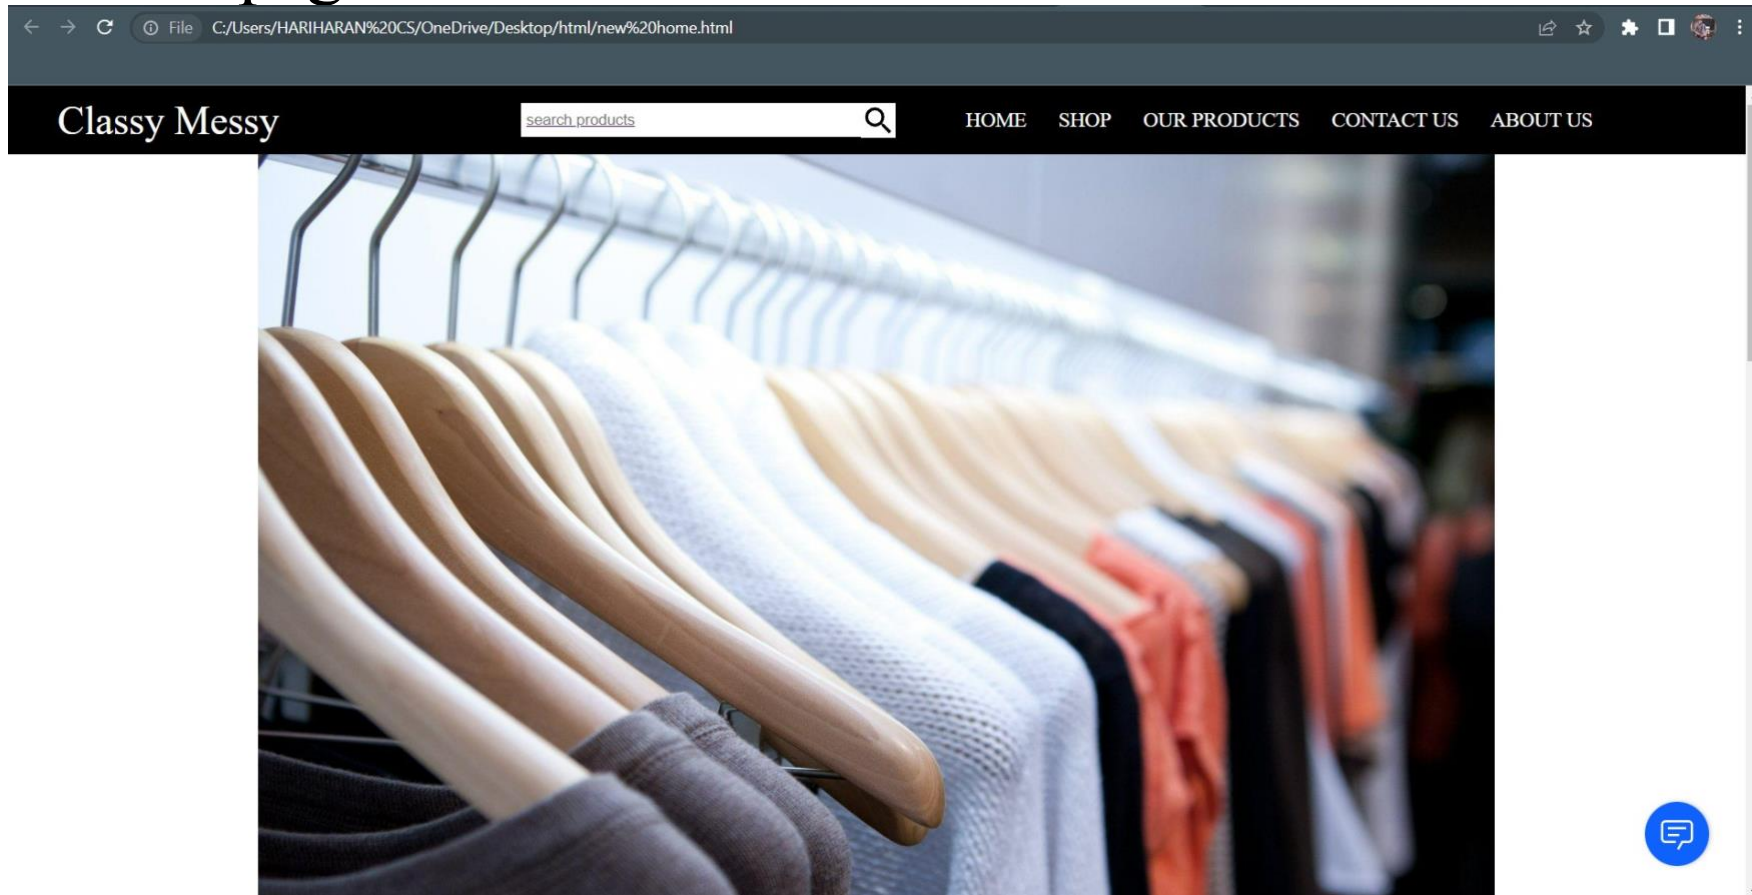 File C:/Users/HARIHARAN%20CS/OneDrive/Desktop/html/new%20home.html
Classy Messy search products HOME SHOP OUR PRODUCTS CONTACT US ABOUT US